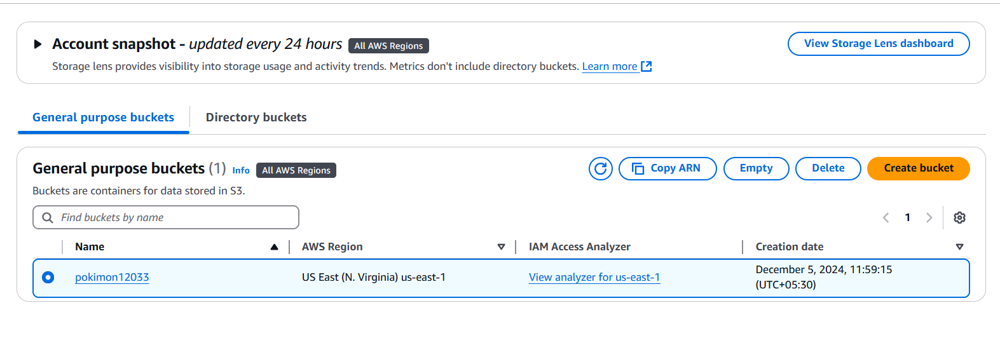 Account snapshot - updated every 24 hours All AWS Regions
View Storage Lens dashboard
Storage lens provides visibility into storage usage and activity trends. Metrics don't include directory buckets. Learn more
General purpose buckets
Directory buckets
General purpose buckets (1) Info All AWS Regions
Copy ARN
Empty
Delete
Create bucket
Buckets are containers for data stored in S3.
Find buckets by name
1
Name
AWS Region
IAM Access Analyzer
Creation date
pokimon12033
US East (N. Virginia) us-east-1
View analyzer for us-east-1
December 5, 2024, 11:59:15
(UTC+05:30)